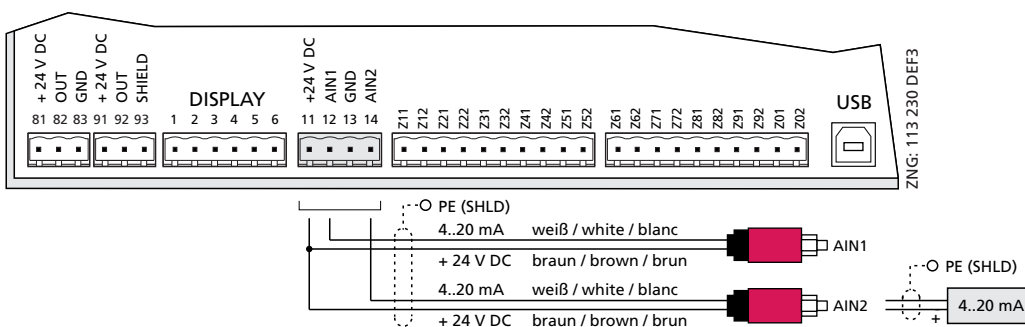 + 24 V DC
OUT
GND
+ 24 V DC
OUT
SHIELD
DISPLAY
+24 V DC
AIN1
GND
AIN2
81 82 83 91 92 93 1 2 3 4 5 6 11 12 13 14
Z11 Z12 Z21 Z22 Z31 Z32 Z41 Z42 Z51 Z52
Z61 Z62 Z71 Z72 Z81 Z82 Z91 Z92 Z01 Z02
USB
ZNG: 113 230 DEF3
PE (SHLD)
4..20 mA weiß / white / blanc
AIN1
+ 24 V DC braun / brown / brun
PE (SHLD)
4..20 mA weiß / white / blanc
AIN2
4..20 mA
+
+ 24 V DC braun / brown / brun